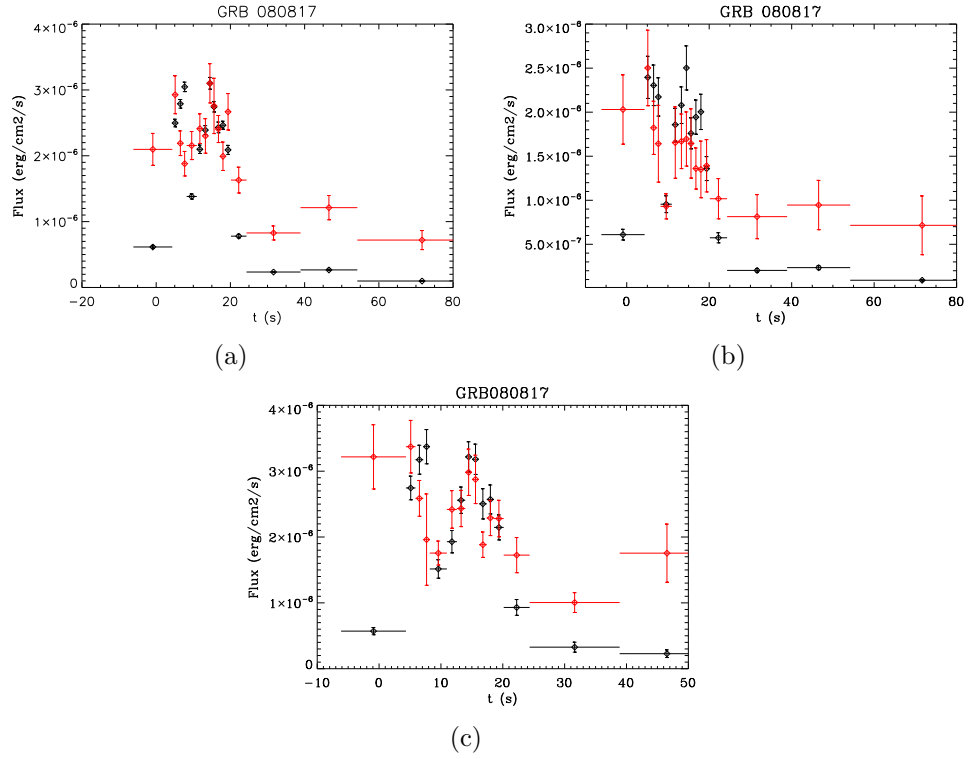 GRB 080817
Flux (erg/cm2/s)
4×10⁻⁶
3×10⁻⁶
2×10⁻⁶
1×10⁻⁶
0
-20 0 20 40 60 80
t (s)
(a)
GRB 080817
Flux (erg/cm2/s)
3.0×10⁻⁶
2.5×10⁻⁶
2.0×10⁻⁶
1.5×10⁻⁶
1.0×10⁻⁶
5.0×10⁻⁷
0 20 40 60 80
t (s)
(b)
GRB080817
Flux (erg/cm2/s)
4×10⁻⁶
3×10⁻⁶
2×10⁻⁶
1×10⁻⁶
0
-10 0 10 20 30 40 50
t (s)
(c)